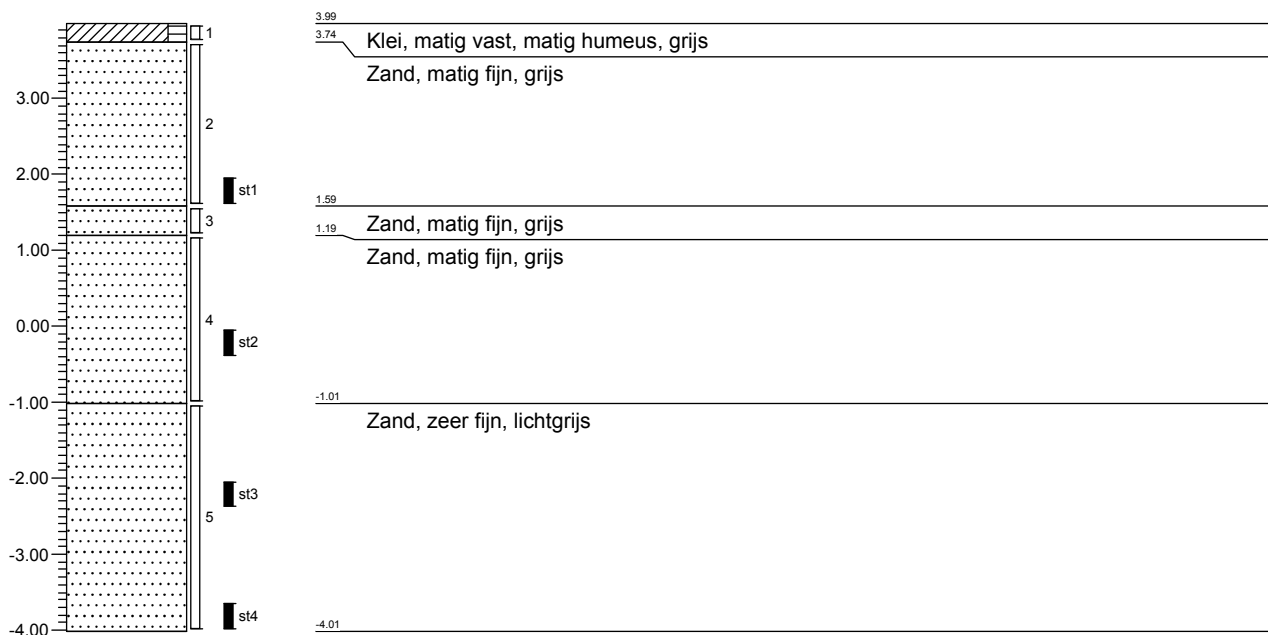 3.99
1
3.74
Klei, matig vast, matig humeus, grijs
Zand, matig fijn, grijs
3.00
2
2.00
st1
1.59
3
Zand, matig fijn, grijs
1.19
Zand, matig fijn, grijs
1.00
4
0.00
st2
-1.00
-1.01
Zand, zeer fijn, lichtgrijs
-2.00
st3
5
-3.00
st4
-4.00
-4.01